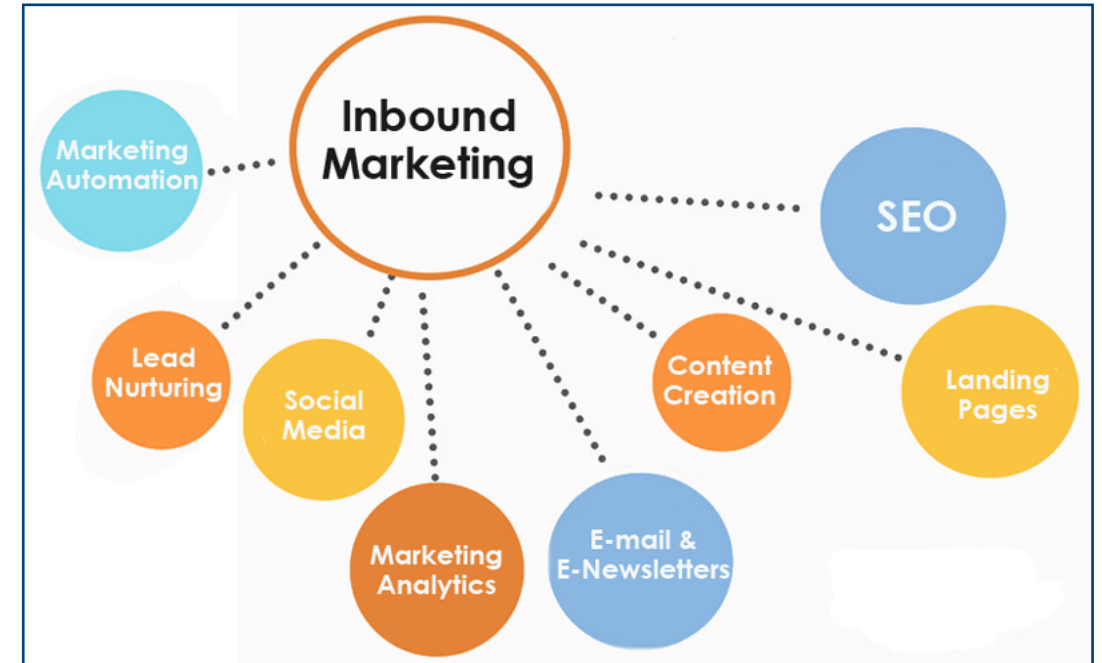 Inbound
Marketing
Marketing
Automation
SEO
Lead
Nurturing
Social
Media
Content
Creation
Landing
Pages
Marketing
Analytics
E-mail &
E-Newsletters